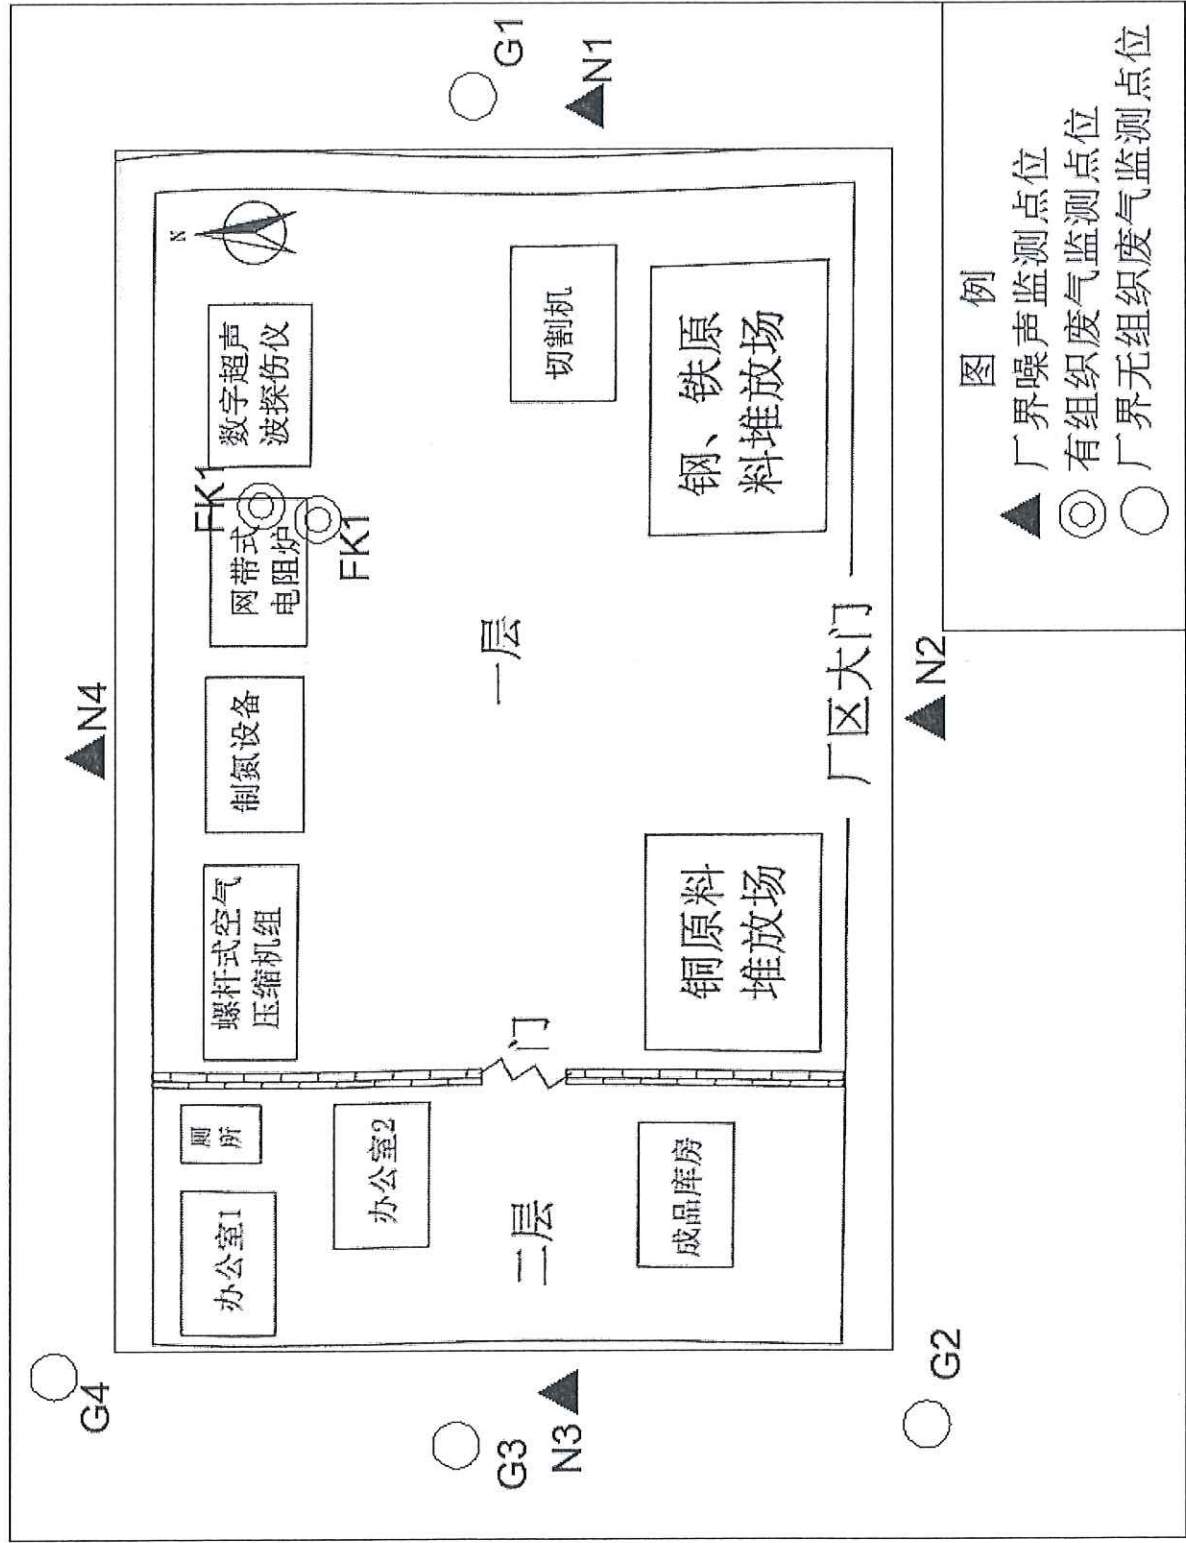 G4
N4
N
办公室1
厕
所
螺杆式空气
压缩机组
制氮设备
网带式
电阻炉
FK1
FK1
数字超声
波探伤仪
办公室2
G3
N3
二层
门
一层
切割机
G1
N1
成品库房
铜原料
堆放场
钢、铁原
料堆放场
厂区大门
G2
N2
图 例
厂界噪声监测点位
有组织废气监测点位
厂界无组织废气监测点位